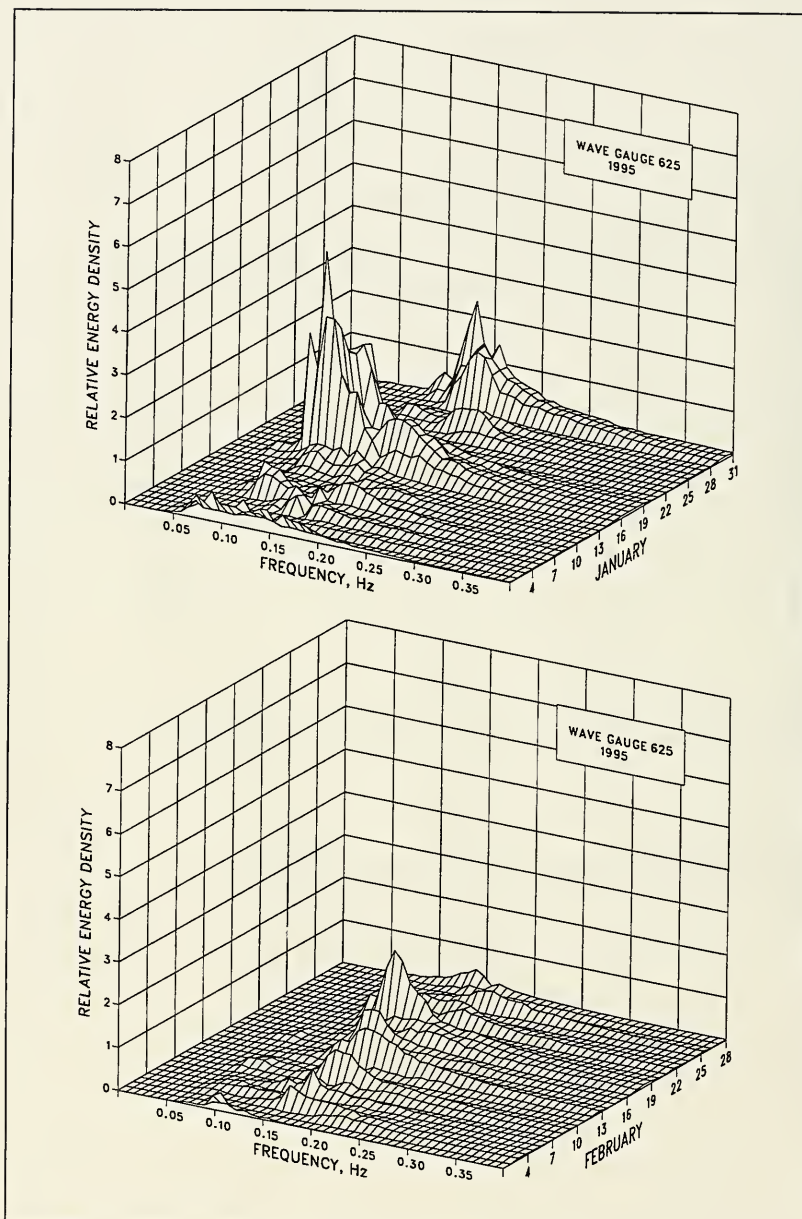 WAVE GAUGE 625
1995
RELATIVE ENERGY DENSITY
8
7
6
5
4
3
2
1
0
0.05 0.10 0.15 0.20 0.25 0.30 0.35
FREQUENCY, Hz
4 7 10 13 16 19 22 25 28 31
JANUARY
WAVE GAUGE 625
1995
RELATIVE ENERGY DENSITY
8
7
6
5
4
3
2
1
0
0.05 0.10 0.15 0.20 0.25 0.30 0.35
FREQUENCY, Hz
4 7 10 13 16 19 22 25 28
FEBRUARY